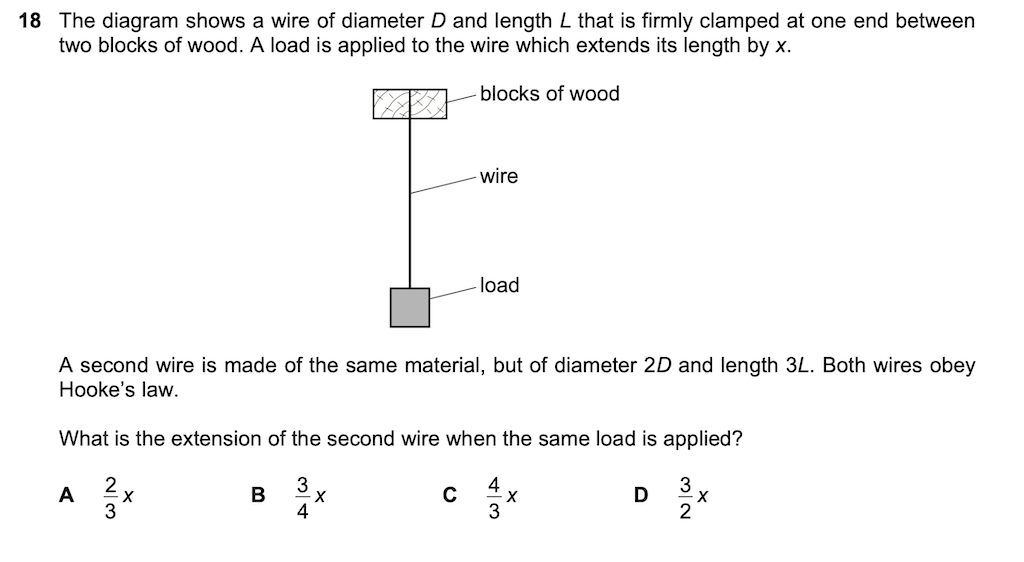 18 The diagram shows a wire of diameter D and length L that is firmly clamped at one end between
two blocks of wood. A load is applied to the wire which extends its length by x.
blocks of wood
wire
load
A second wire is made of the same material, but of diameter 2D and length 3L. Both wires obey
Hooke's law.
What is the extension of the second wire when the same load is applied?
A 2/3 x B 3/4 x C 4/3 x D 3/2 x